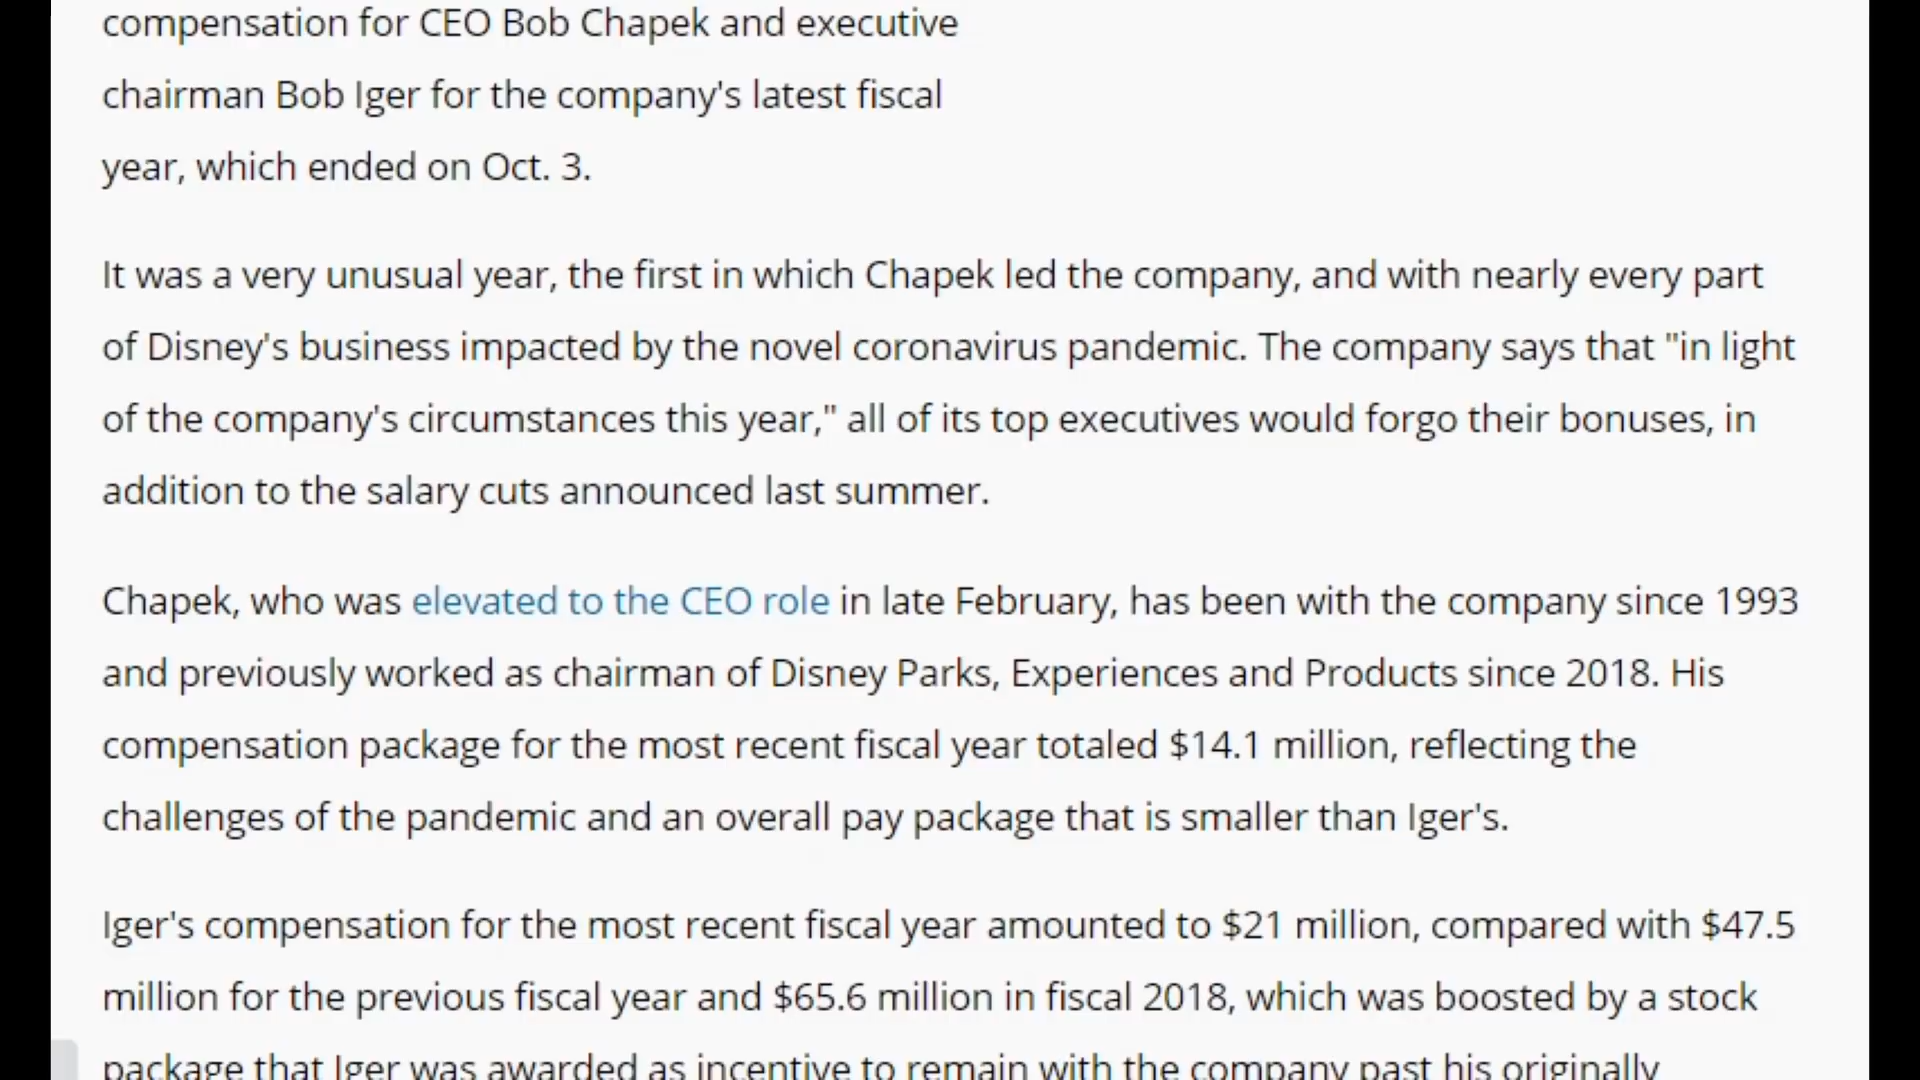 compensation for CEO Bob Chapek and executive
chairman Bob Iger for the company's latest fiscal
year, which ended on Oct. 3.
It was a very unusual year, the first in which Chapek led the company, and with nearly every part
of Disney's business impacted by the novel coronavirus pandemic. The company says that "in light
of the company's circumstances this year," all of its top executives would forgo their bonuses, in
addition to the salary cuts announced last summer.
Chapek, who was elevated to the CEO role in late February, has been with the company since 1993
and previously worked as chairman of Disney Parks, Experiences and Products since 2018. His
compensation package for the most recent fiscal year totaled $14.1 million, reflecting the
challenges of the pandemic and an overall pay package that is smaller than Iger's.
Iger's compensation for the most recent fiscal year amounted to $21 million, compared with $47.5
million for the previous fiscal year and $65.6 million in fiscal 2018, which was boosted by a stock
package that Iger was awarded as incentive to remain with the company past his originally